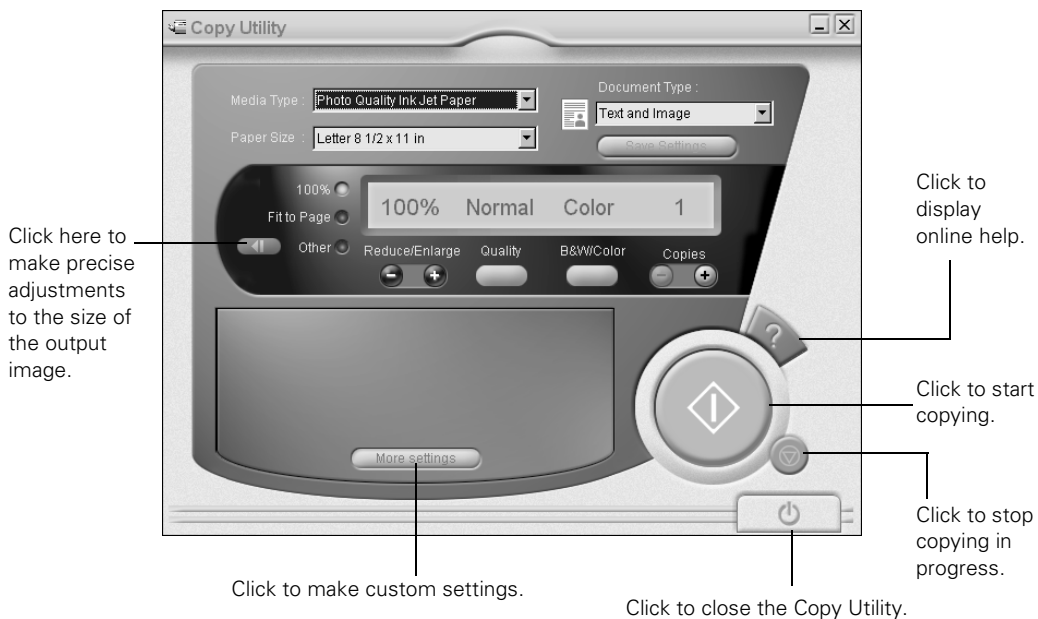 Copy Utility
Media Type : Photo Quality Ink Jet Paper
Document Type :
Text and Image
Paper Size : Letter 8 1/2 x 11 in
Save Settings
100%
Fit to Page
Other
100% Normal Color 1
Reduce/Enlarge Quality B&W/Color Copies
More settings
?
Click here to
make precise
adjustments
to the size of
the output
image.
Click to
display
online help.
Click to start
copying.
Click to stop
copying in
progress.
Click to make custom settings.
Click to close the Copy Utility.